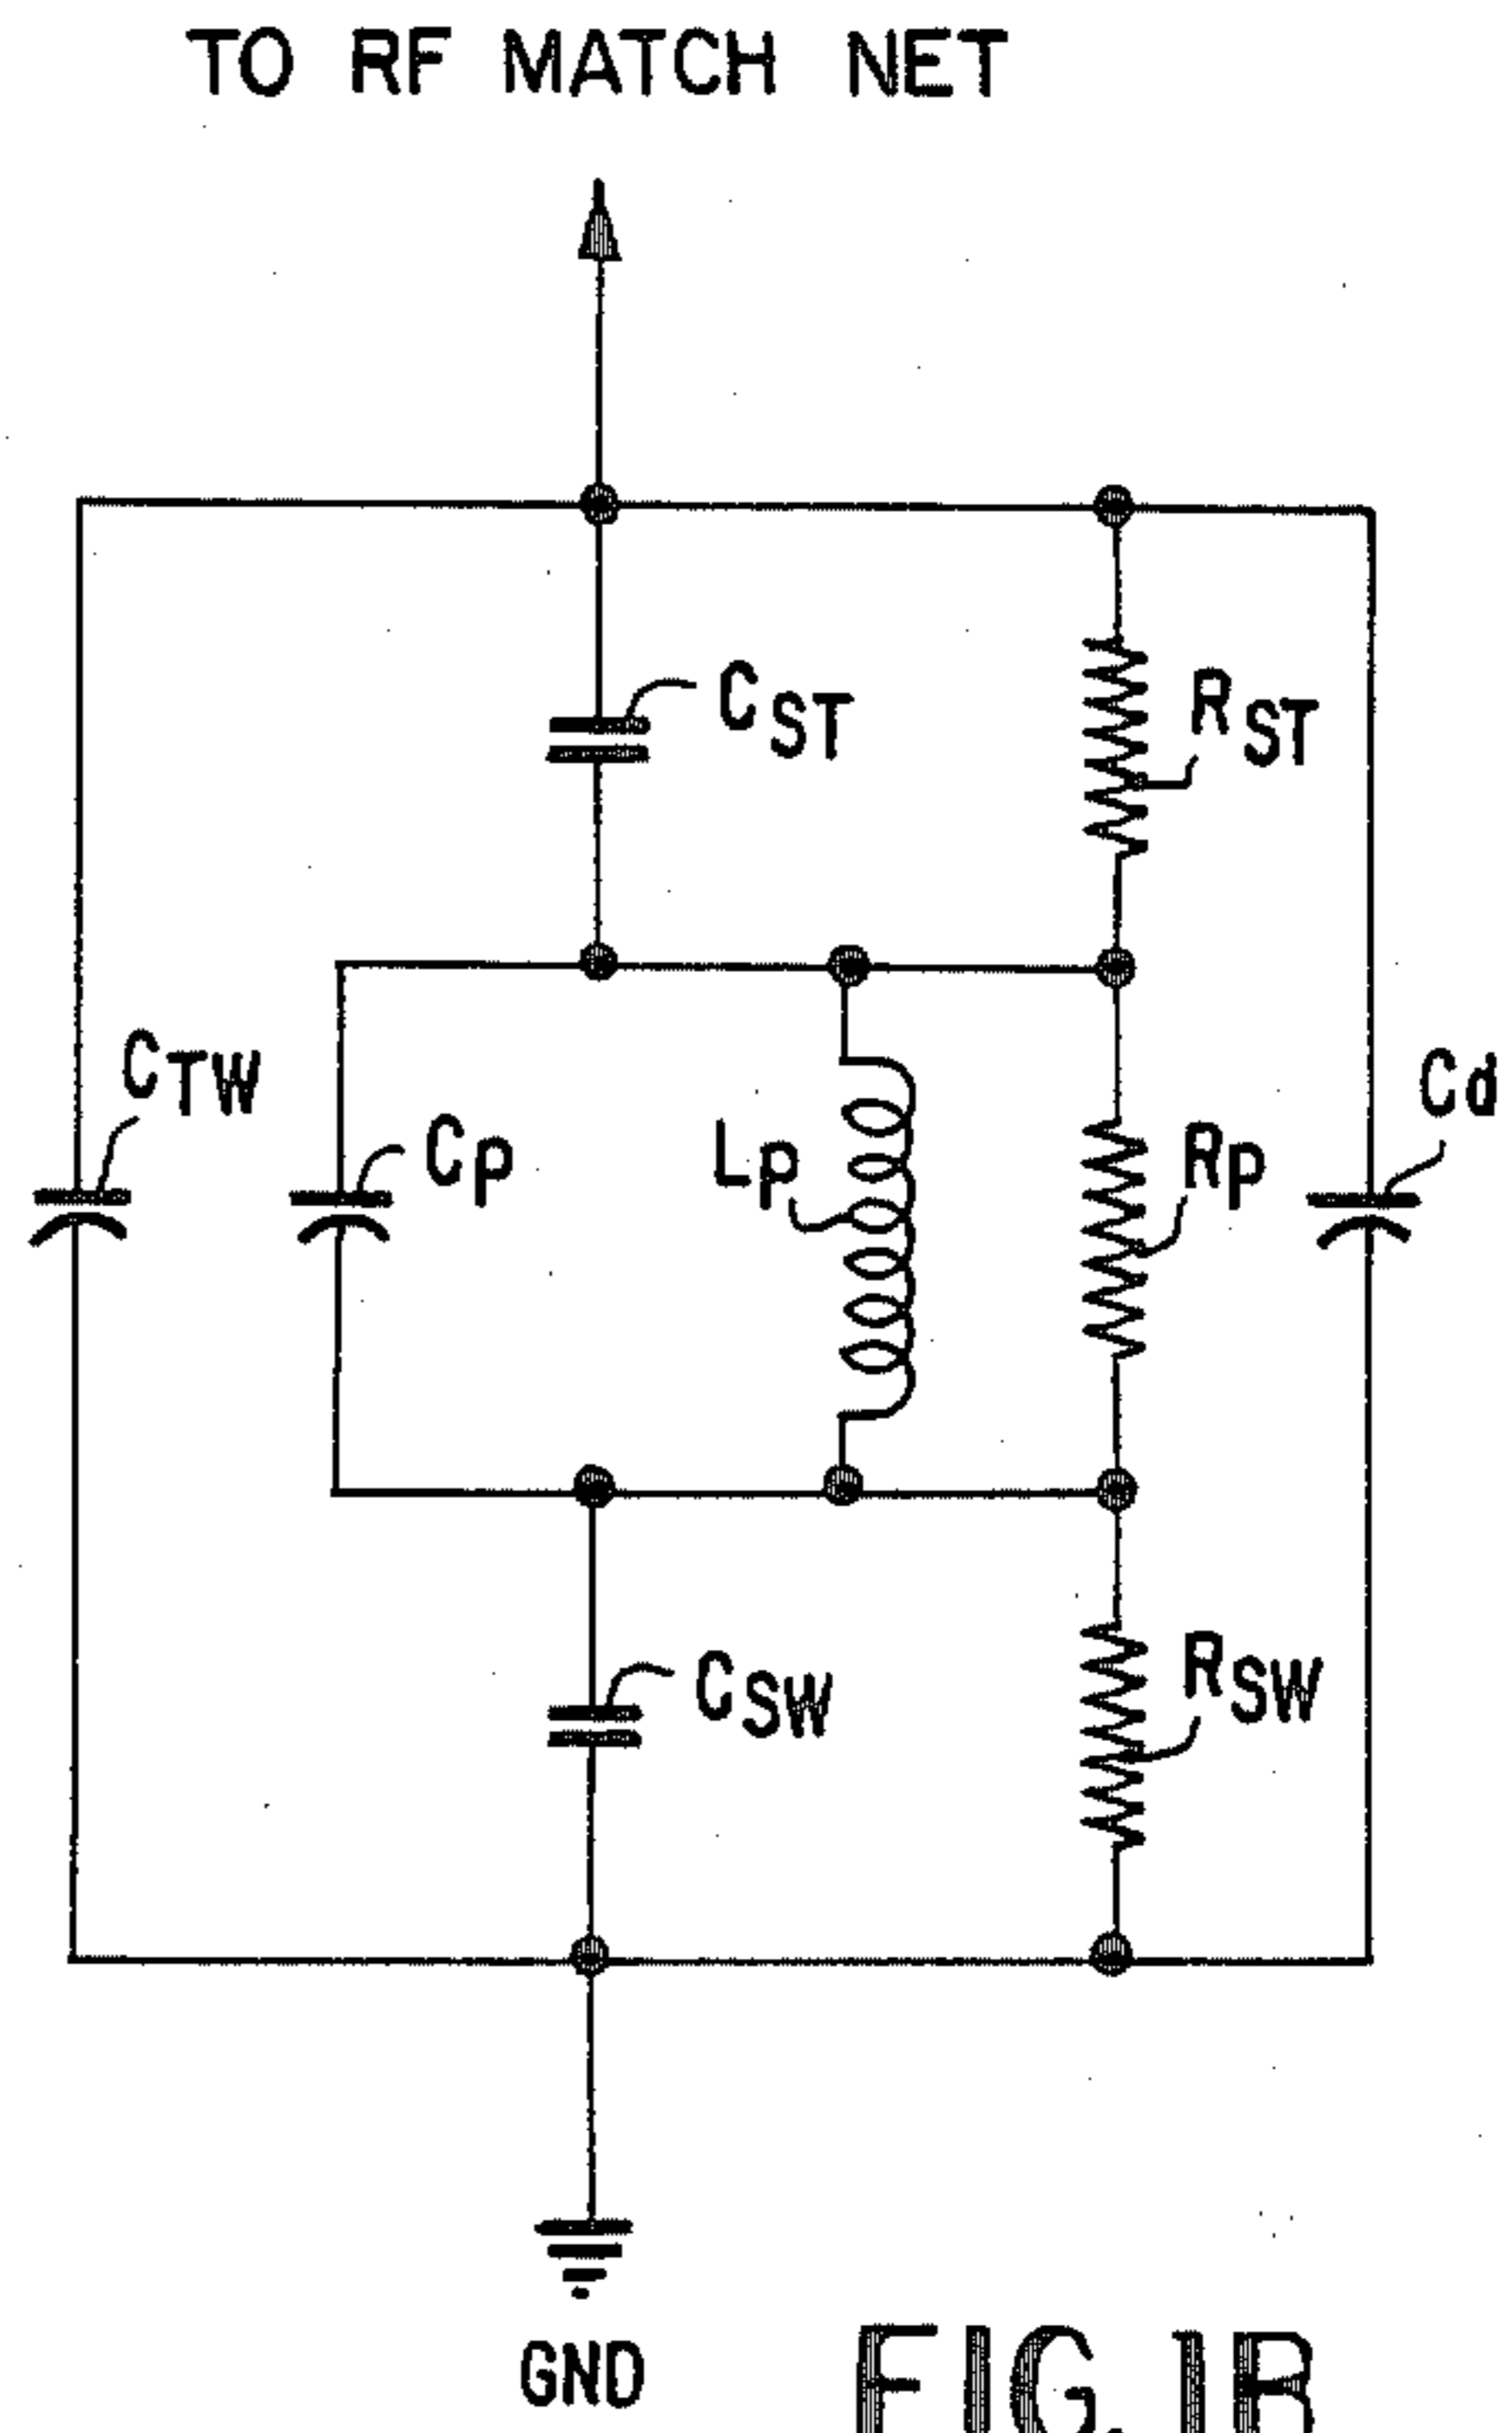 TO RF MATCH NET
CST
RST
CTW
Cp
Lp
Rp
Cd
CSW
RSW
GND
FIG. 1B